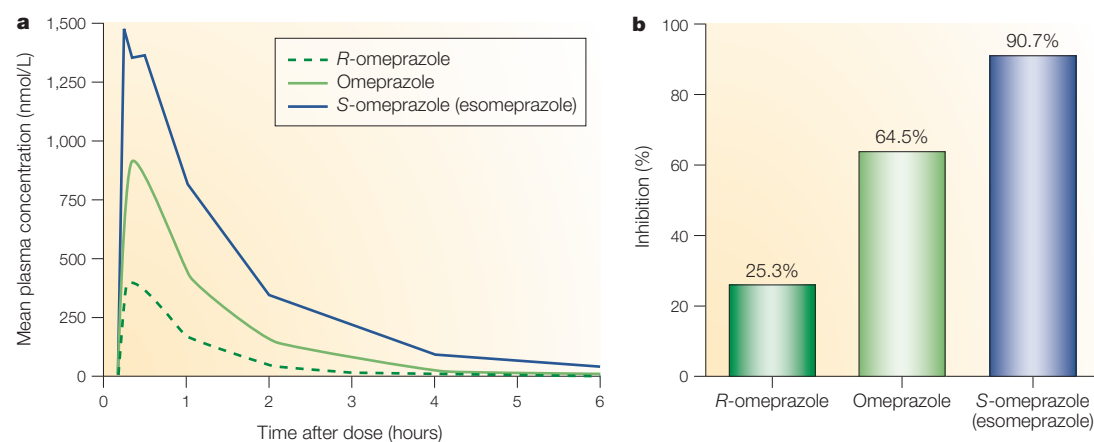 a
1,500
1,250
1,000
750
500
250
0
Mean plasma concentration (nmol/L)
R-omeprazole
Omeprazole
S-omeprazole (esomeprazole)
0 1 2 3 4 5 6
Time after dose (hours)
b
100
80
60
40
20
0
Inhibition (%)
25.3%
64.5%
90.7%
R-omeprazole Omeprazole S-omeprazole
(esomeprazole)